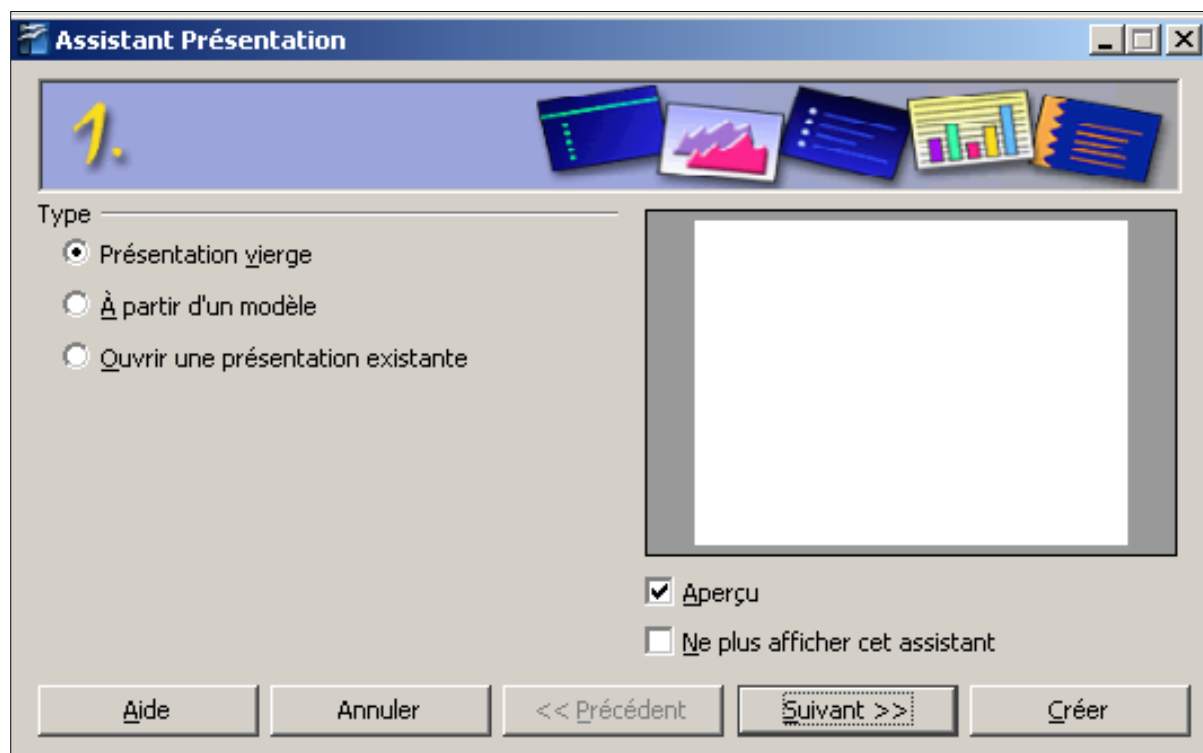 Assistant Présentation
1.
Type
Présentation vierge
À partir d'un modèle
Ouvrir une présentation existante
Aperçu
Ne plus afficher cet assistant
Aide
Annuler
<< Précédent
Suivant >>
Créer